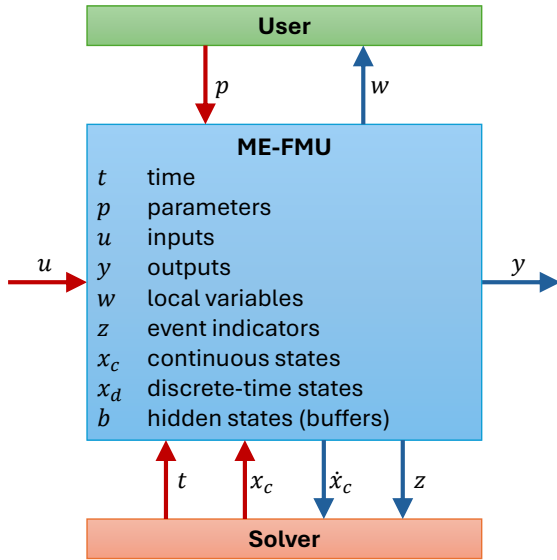 User
p w
ME-FMU
t time
p parameters
u inputs
u y outputs y
w local variables
z event indicators
x_c continuous states
x_d discrete-time states
b hidden states (buffers)
t x_c ẋ_c z
Solver